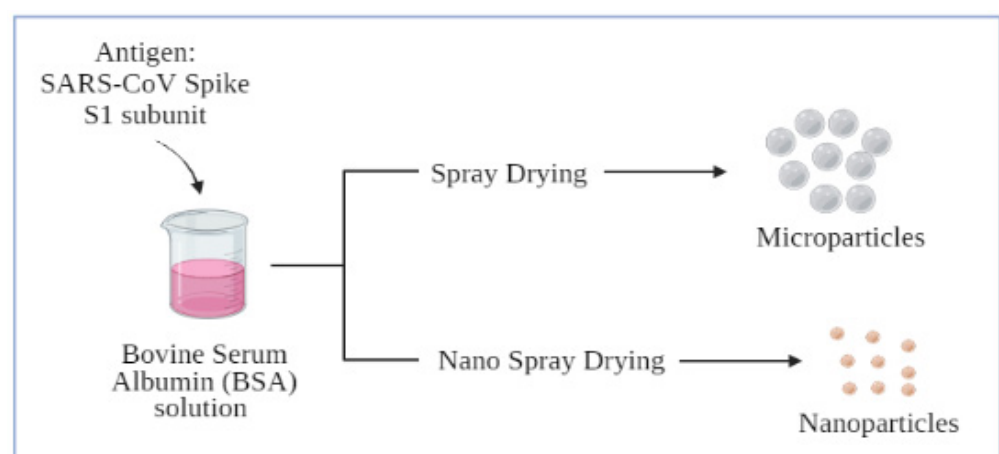 Antigen:
SARS-CoV Spike
S1 subunit
Spray Drying
Microparticles
Bovine Serum
Albumin (BSA)
solution
Nano Spray Drying
Nanoparticles